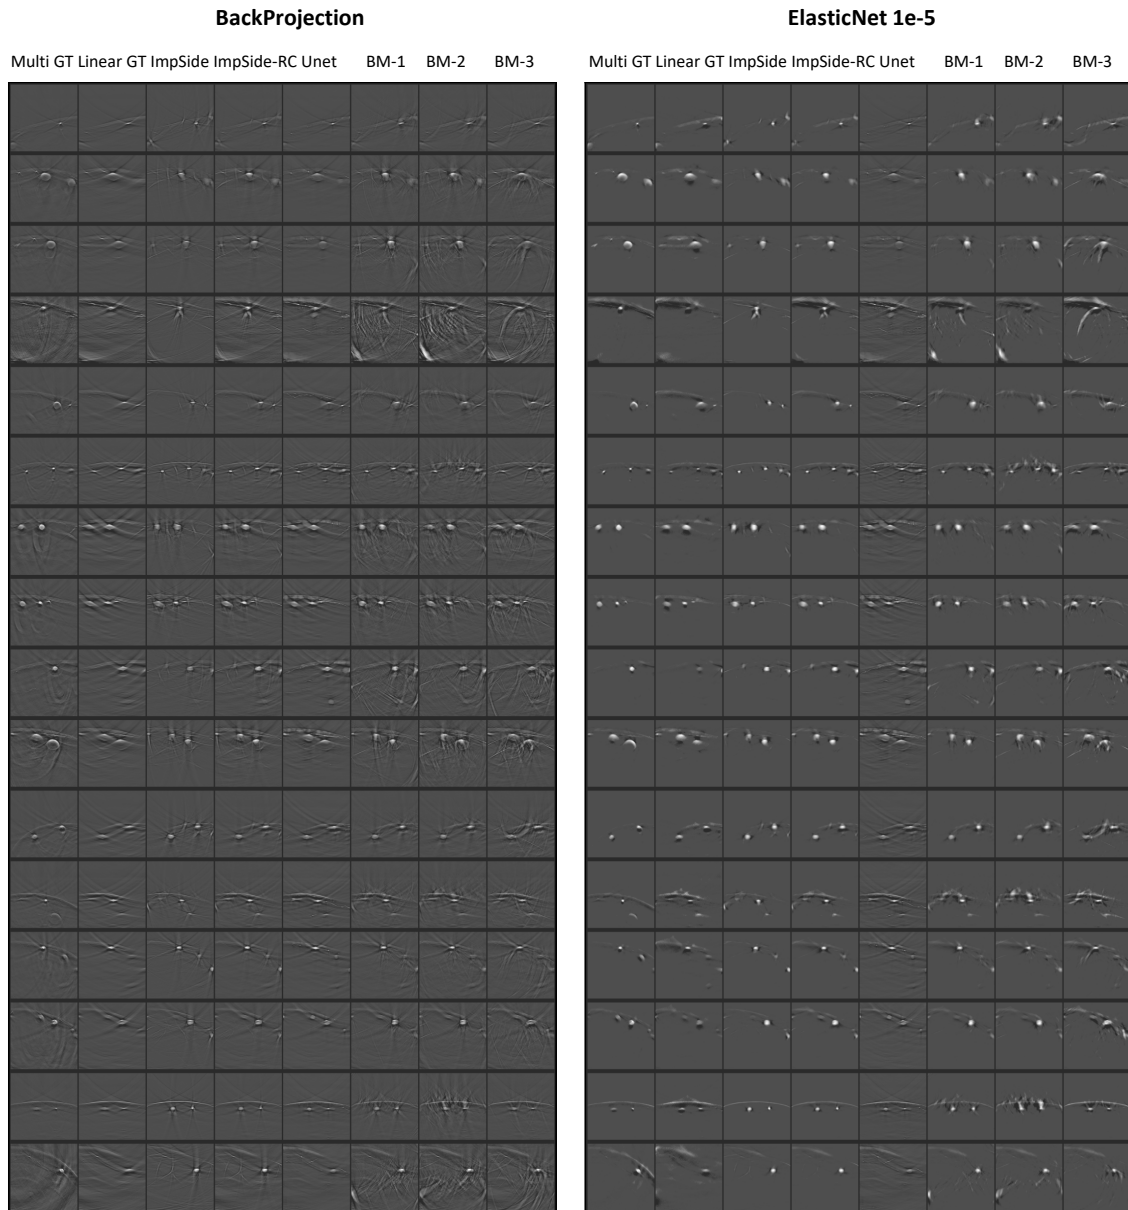 BackProjection
Multi GT Linear GT ImpSide ImpSide-RC Unet BM-1 BM-2 BM-3
ElasticNet 1e-5
Multi GT Linear GT ImpSide ImpSide-RC Unet BM-1 BM-2 BM-3